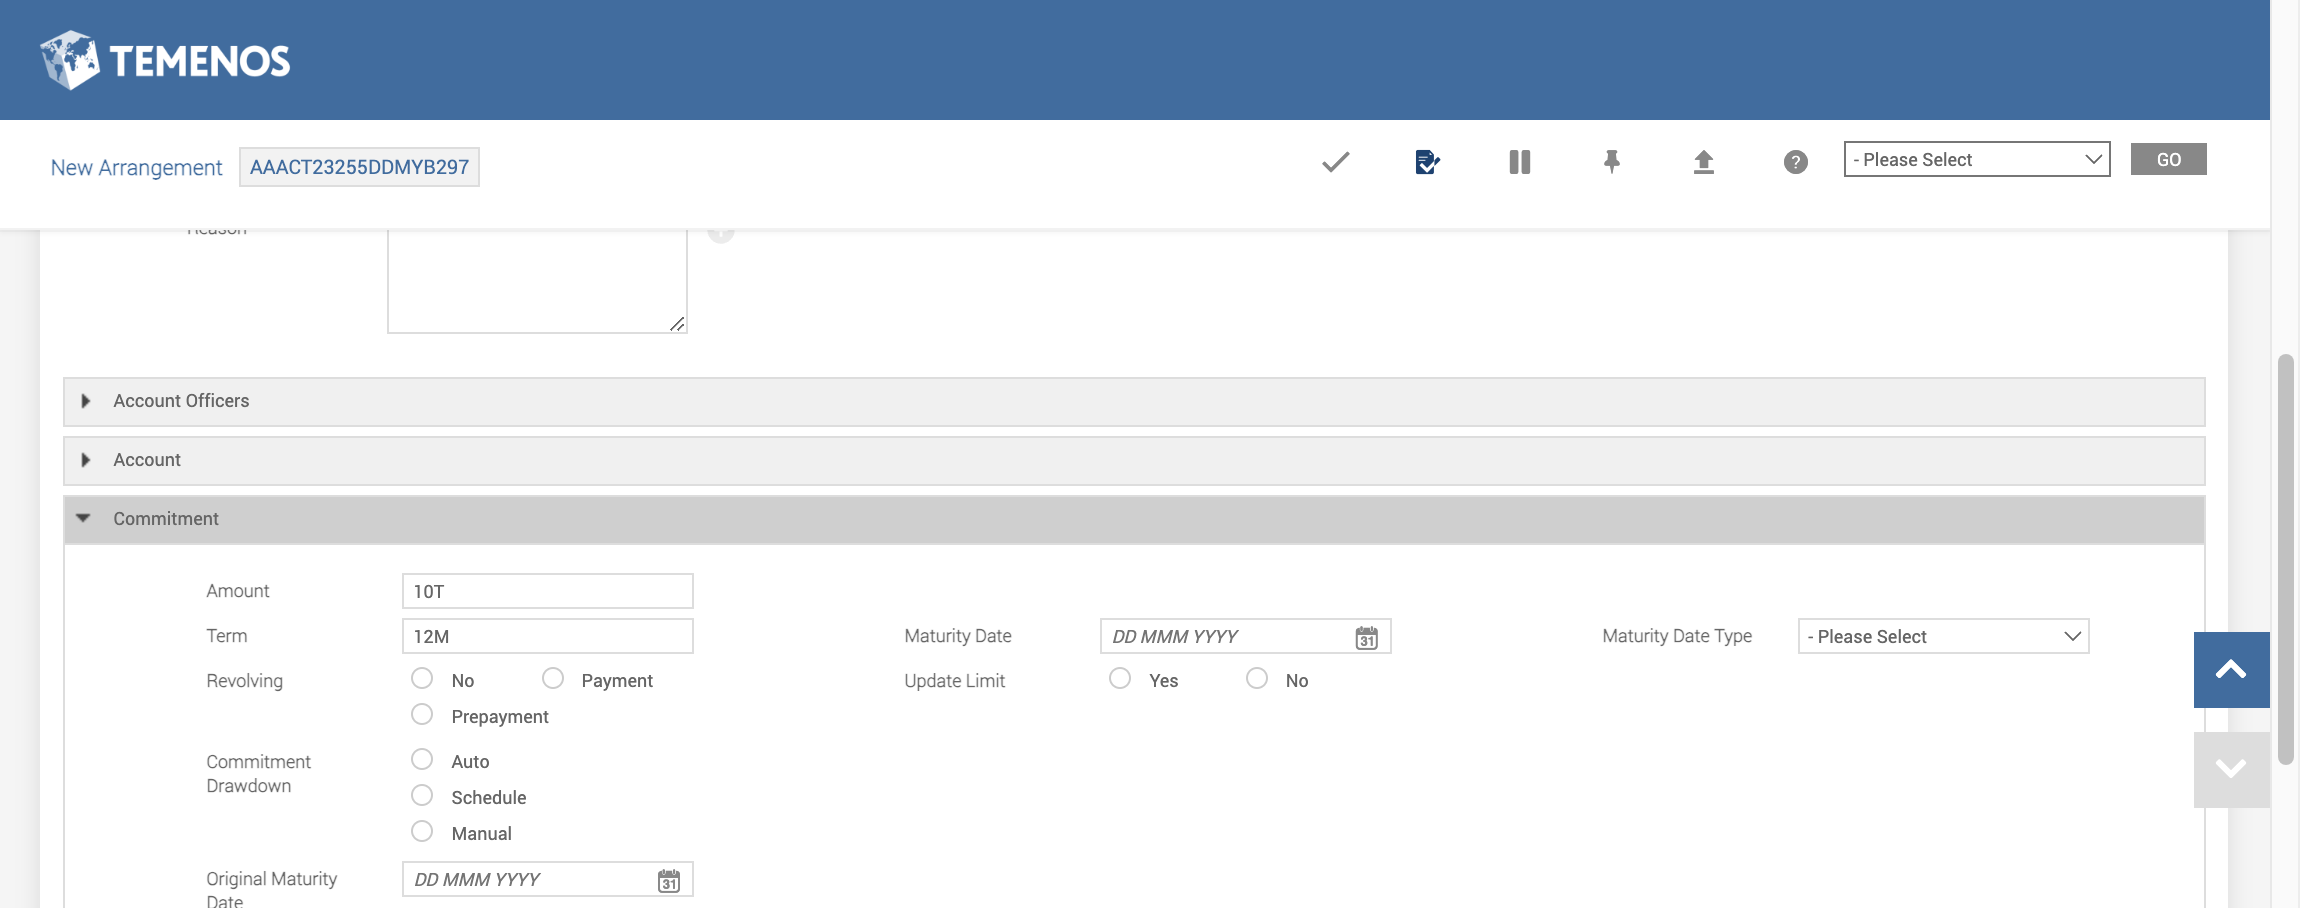 TEMENOS
New Arrangement AAACT23255DDMYB297
- Please Select GO
Reason
Account Officers
Account
Commitment
Amount 10T
Term 12M Maturity Date DD MMM YYYY 31 Maturity Date Type - Please Select
Revolving No Payment Update Limit Yes No
Prepayment
Commitment Drawdown Auto
Schedule
Manual
Original Maturity Date DD MMM YYYY 31